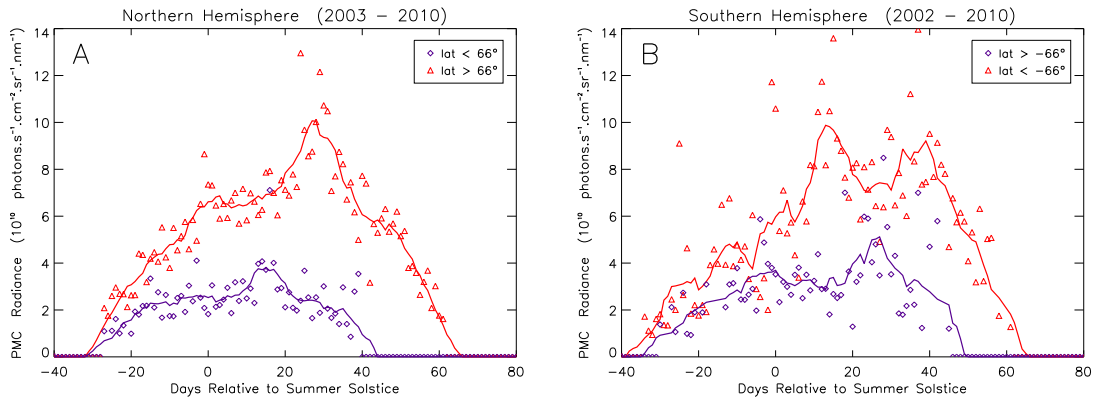 Northern Hemisphere (2003 – 2010)
A
◇ lat < 66°
△ lat > 66°
PMC Radiance (10¹⁰ photons.s⁻¹.cm⁻².sr⁻¹.nm⁻¹)
14
12
10
8
6
4
2
0
−40 −20 0 20 40 60 80
Days Relative to Summer Solstice
Southern Hemisphere (2002 – 2010)
B
◇ lat > −66°
△ lat < −66°
PMC Radiance (10¹⁰ photons.s⁻¹.cm⁻².sr⁻¹.nm⁻¹)
14
12
10
8
6
4
2
0
−40 −20 0 20 40 60 80
Days Relative to Summer Solstice